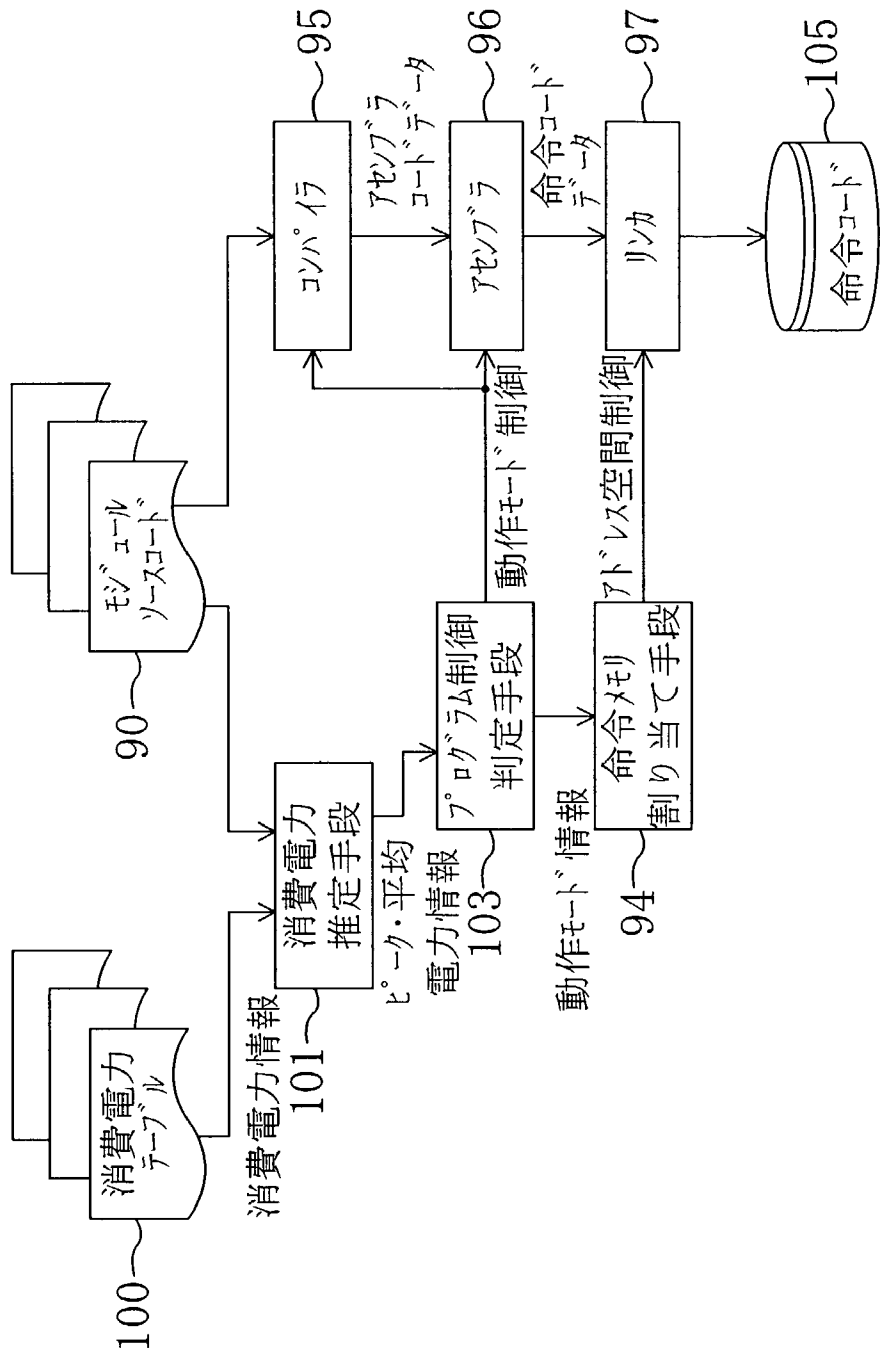 100
消費電力
テーブル
消費電力情報
90
モジュール
ソースコード
101
消費電力
推定手段
ピーク・平均
電力情報
103
プログラム制御
判定手段
動作モード情報
94
命令メモリ
割り当て手段
動作モード制御
アドレス空間制御
コンパイラ
95
アセンブラ
コードデータ
アセンブラ
96
命令コード
データ
リンカ
97
命令コード
105